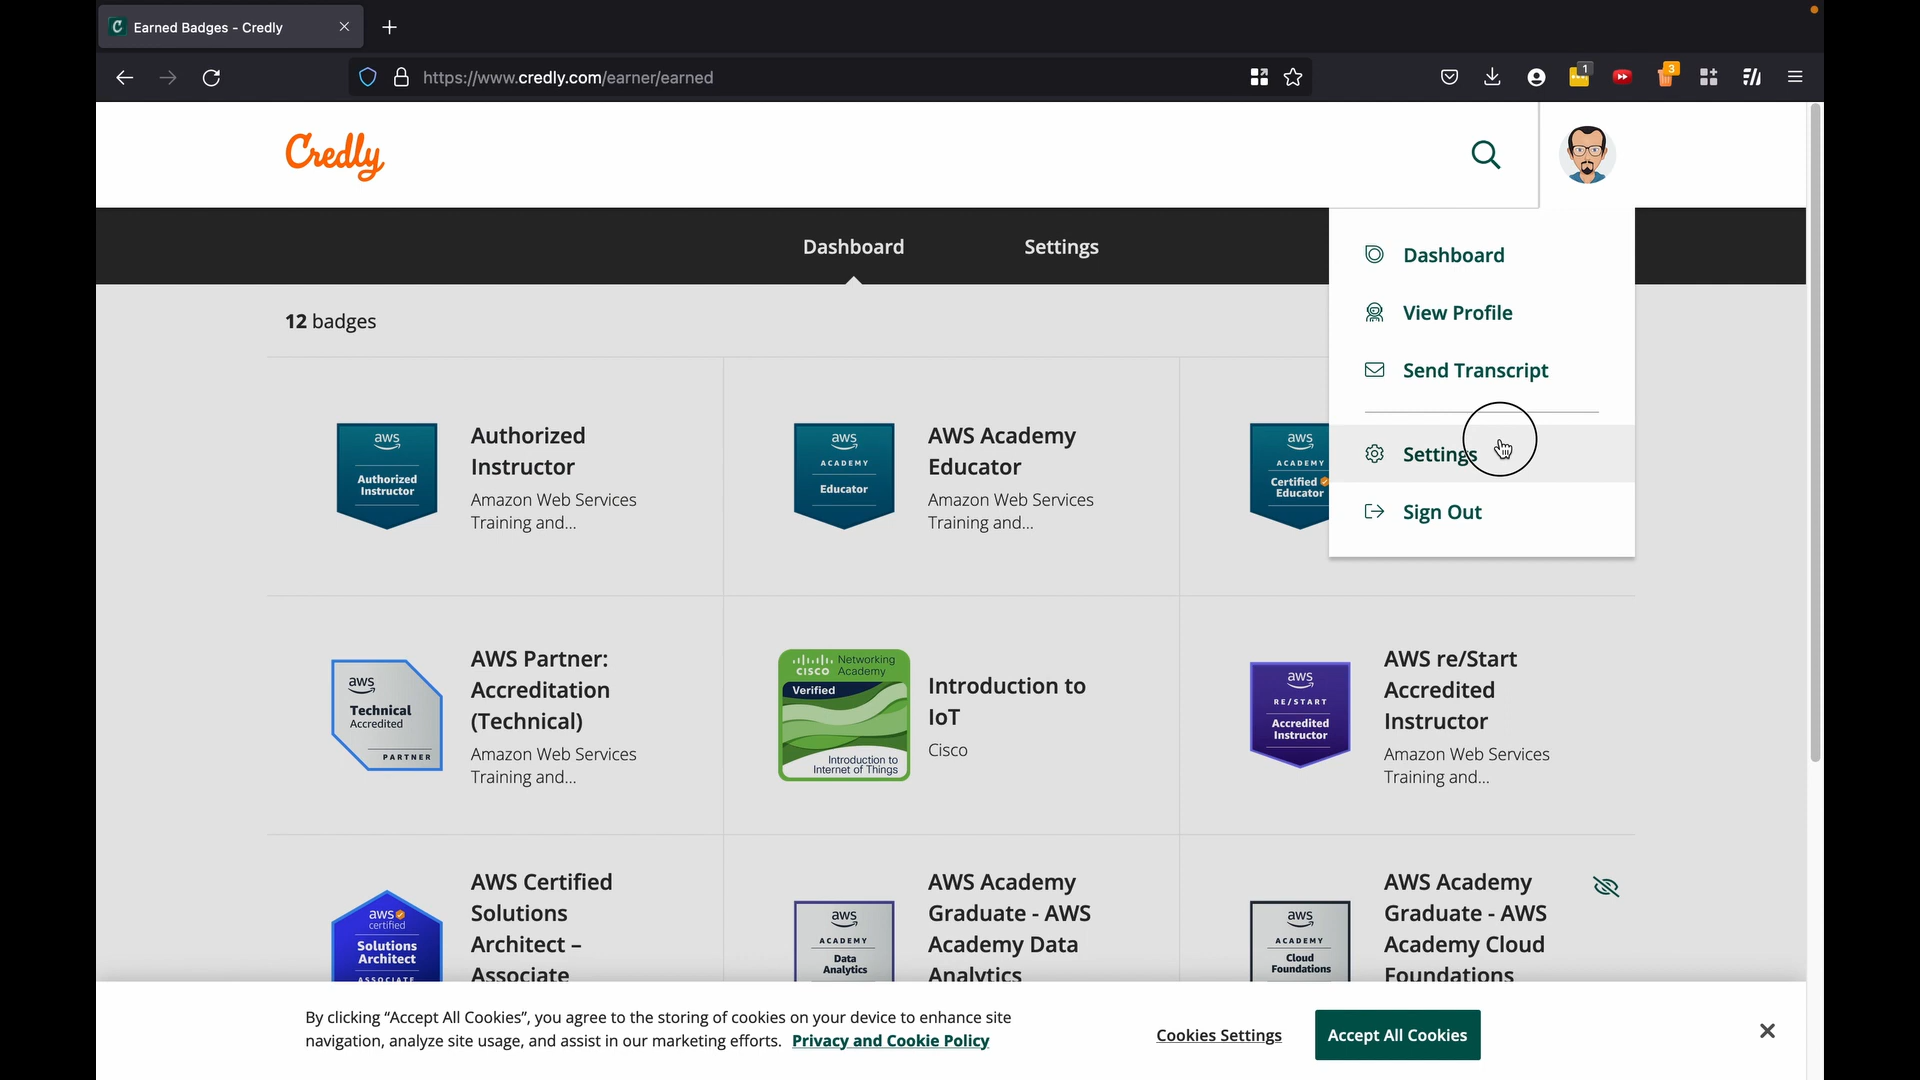 Earned Badges - Credly
https://www.credly.com/earner/earned
1
3
Credly
Dashboard
Settings
Dashboard
View Profile
Send Transcript
Settings
Sign Out
12 badges
aws
Authorized
Instructor
Authorized
Instructor
Amazon Web Services
Training and...
aws
ACADEMY
Educator
AWS Academy
Educator
Amazon Web Services
Training and...
aws
ACADEMY
Certified
Educator
aws
Technical
Accredited
PARTNER
AWS Partner:
Accreditation
(Technical)
Amazon Web Services
Training and...
CISCO
Networking
Academy
Verified
Introduction to
Internet of Things
Introduction to
IoT
Cisco
aws
RE/START
Accredited
Instructor
AWS re/Start
Accredited
Instructor
Amazon Web Services
Training and...
aws
certified
Solutions
Architect
ASSOCIATE
AWS Certified
Solutions
Architect –
Associate
aws
ACADEMY
Data
Analytics
AWS Academy
Graduate - AWS
Academy Data
Analytics
aws
ACADEMY
Cloud
Foundations
AWS Academy
Graduate - AWS
Academy Cloud
Foundations
By clicking “Accept All Cookies”, you agree to the storing of cookies on your device to enhance site
navigation, analyze site usage, and assist in our marketing efforts. Privacy and Cookie Policy
Cookies Settings
Accept All Cookies